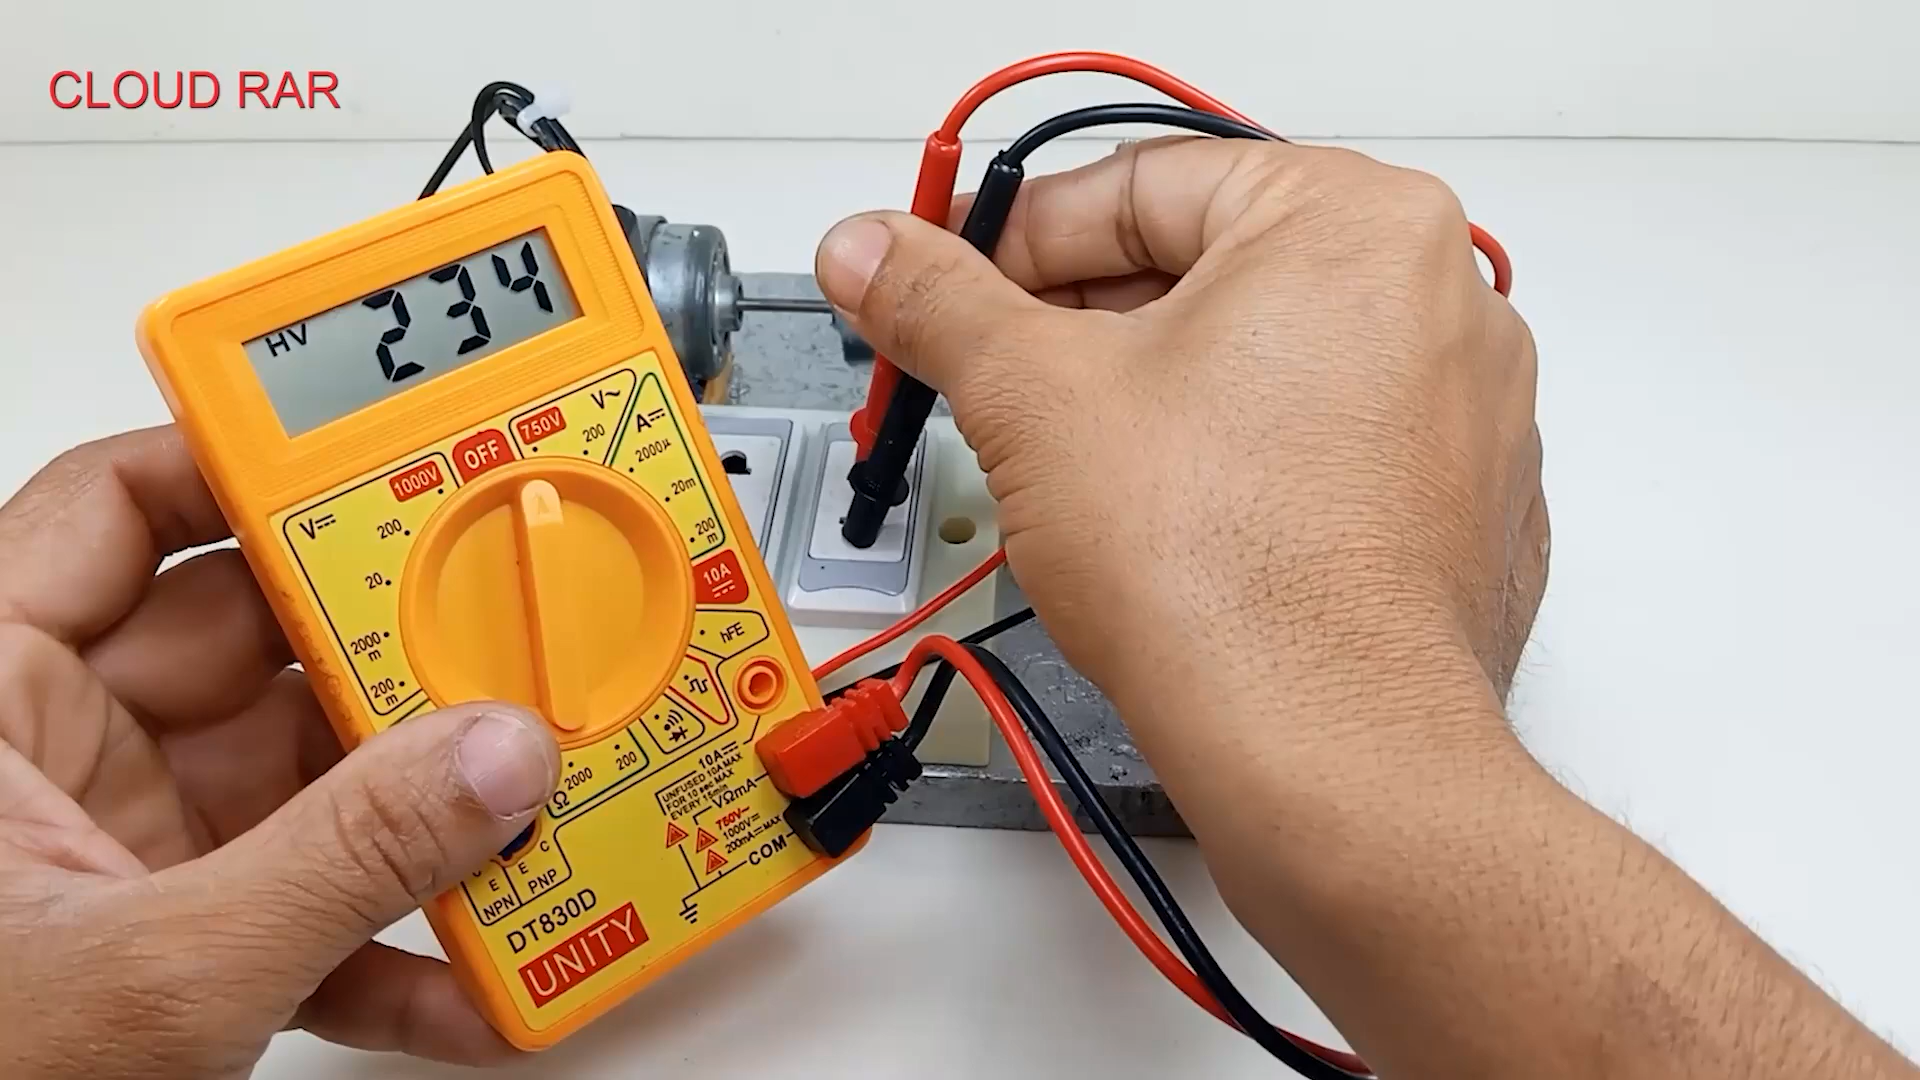 CLOUD RAR
HV 234
OFF
750V
V~
200
1000V
V⎓
200
20
2000
m
200
m
A⎓
2000µ
20m
200
m
10A
hFE
200
2000
Ω
10A⎓
UNFUSED 10A MAX
FOR 10 sec MAX
EVERY 15min
VΩmA
750V~
1000V⎓
200mA⎓MAX
COM
C
E
E
NPN
PNP
DT830D
UNITY